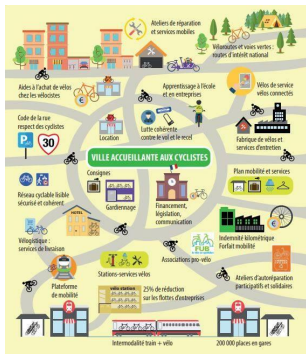 Ateliers de réparation
et services mobiles
Véloroutes et voies vertes :
routes d'intérêt national
Aides à l'achat de vélos
chez les vélocistes
Apprentissage à l'école
et en entreprises
Vélos de service
vélos connectés
Code de la rue
respect des cyclistes
P
30
Location
Lutte cohérente
contre le vol et le recel
Fabrique de vélos et
services d'entretien
VILLE ACCUEILLANTE AUX CYCLISTES
Consignes
Plan mobilité et services
Réseau cyclable lisible
sécurisé et cohérent
Gardiennage
Financement,
législation,
communication
HOTEL
Vélogistique :
services de livraison
FUB
Associations pro-vélo
Indemnité kilométrique
Forfait mobilité
Stations-services vélos
Plateforme
de mobilité
vélo station
25% de réduction
sur les flottes d'entreprises
Ateliers d'autoréparation
participatifs et solidaires
Intermodalité train + vélo
200 000 places en gares